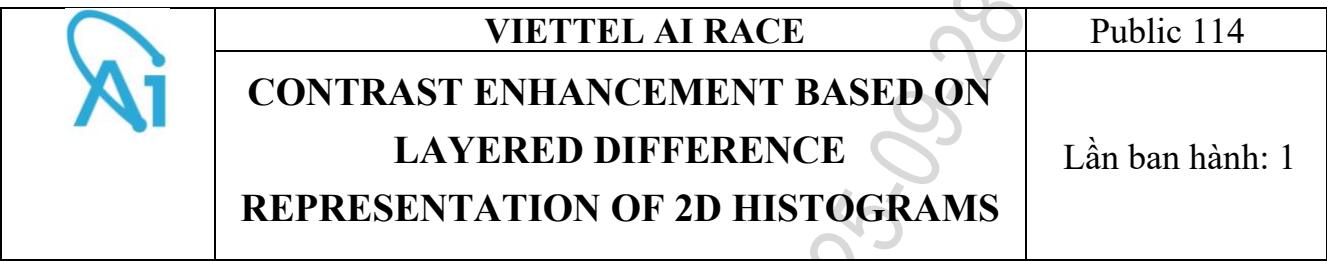 Ai
VIETTEL AI RACE
Public 114
CONTRAST ENHANCEMENT BASED ON
LAYERED DIFFERENCE
REPRESENTATION OF 2D HISTOGRAMS
Lần ban hành: 1